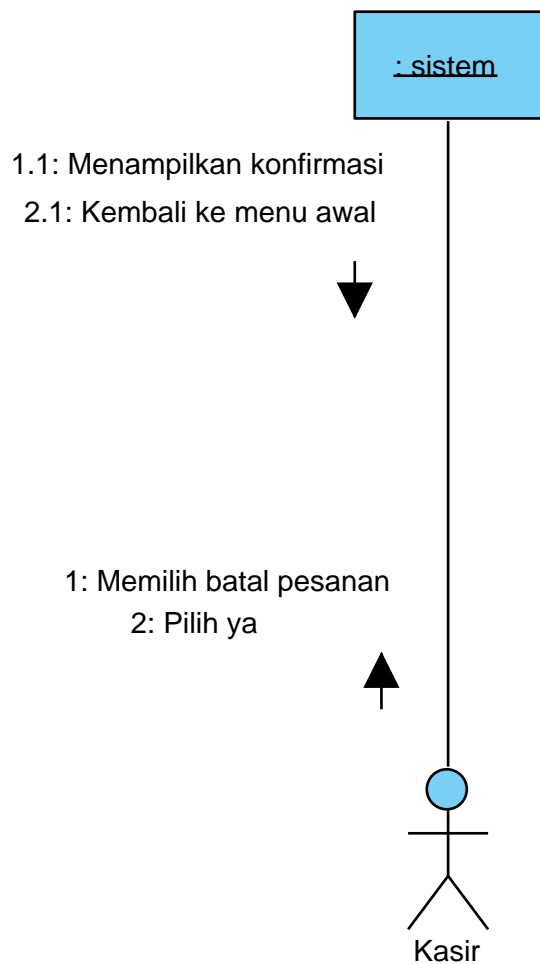 : sistem
1.1: Menampilkan konfirmasi
2.1: Kembali ke menu awal
1: Memilih batal pesanan
2: Pilih ya
Kasir